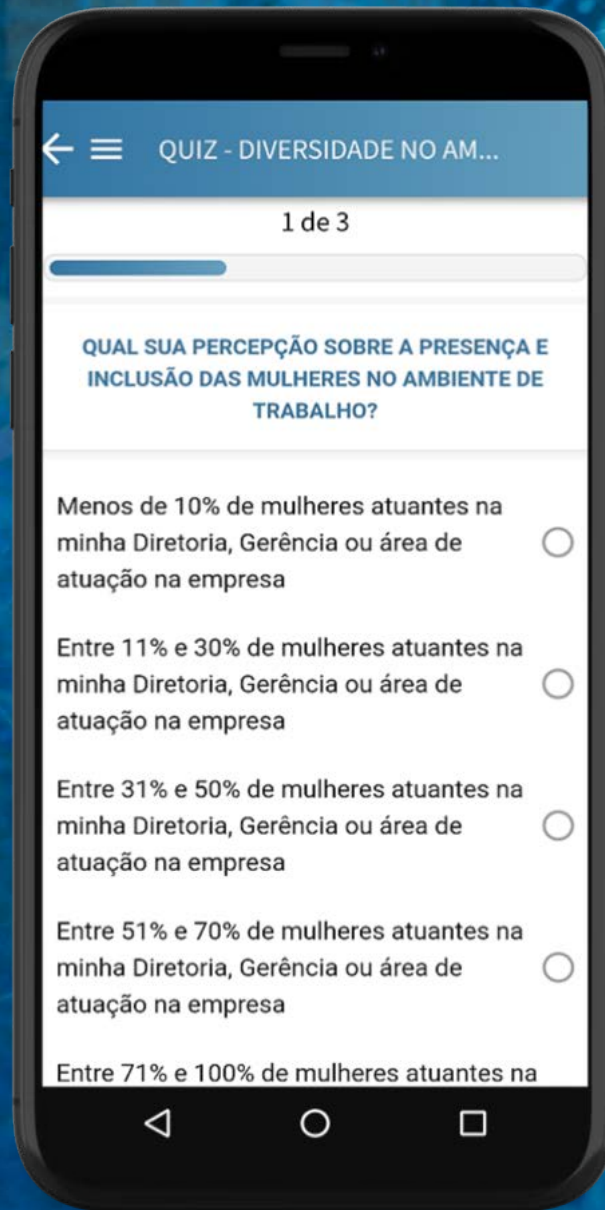 QUIZ - DIVERSIDADE NO AM...
1 de 3
QUAL SUA PERCEPÇÃO SOBRE A PRESENÇA E
INCLUSÃO DAS MULHERES NO AMBIENTE DE
TRABALHO?
Menos de 10% de mulheres atuantes na
minha Diretoria, Gerência ou área de
atuação na empresa
Entre 11% e 30% de mulheres atuantes na
minha Diretoria, Gerência ou área de
atuação na empresa
Entre 31% e 50% de mulheres atuantes na
minha Diretoria, Gerência ou área de
atuação na empresa
Entre 51% e 70% de mulheres atuantes na
minha Diretoria, Gerência ou área de
atuação na empresa
Entre 71% e 100% de mulheres atuantes na